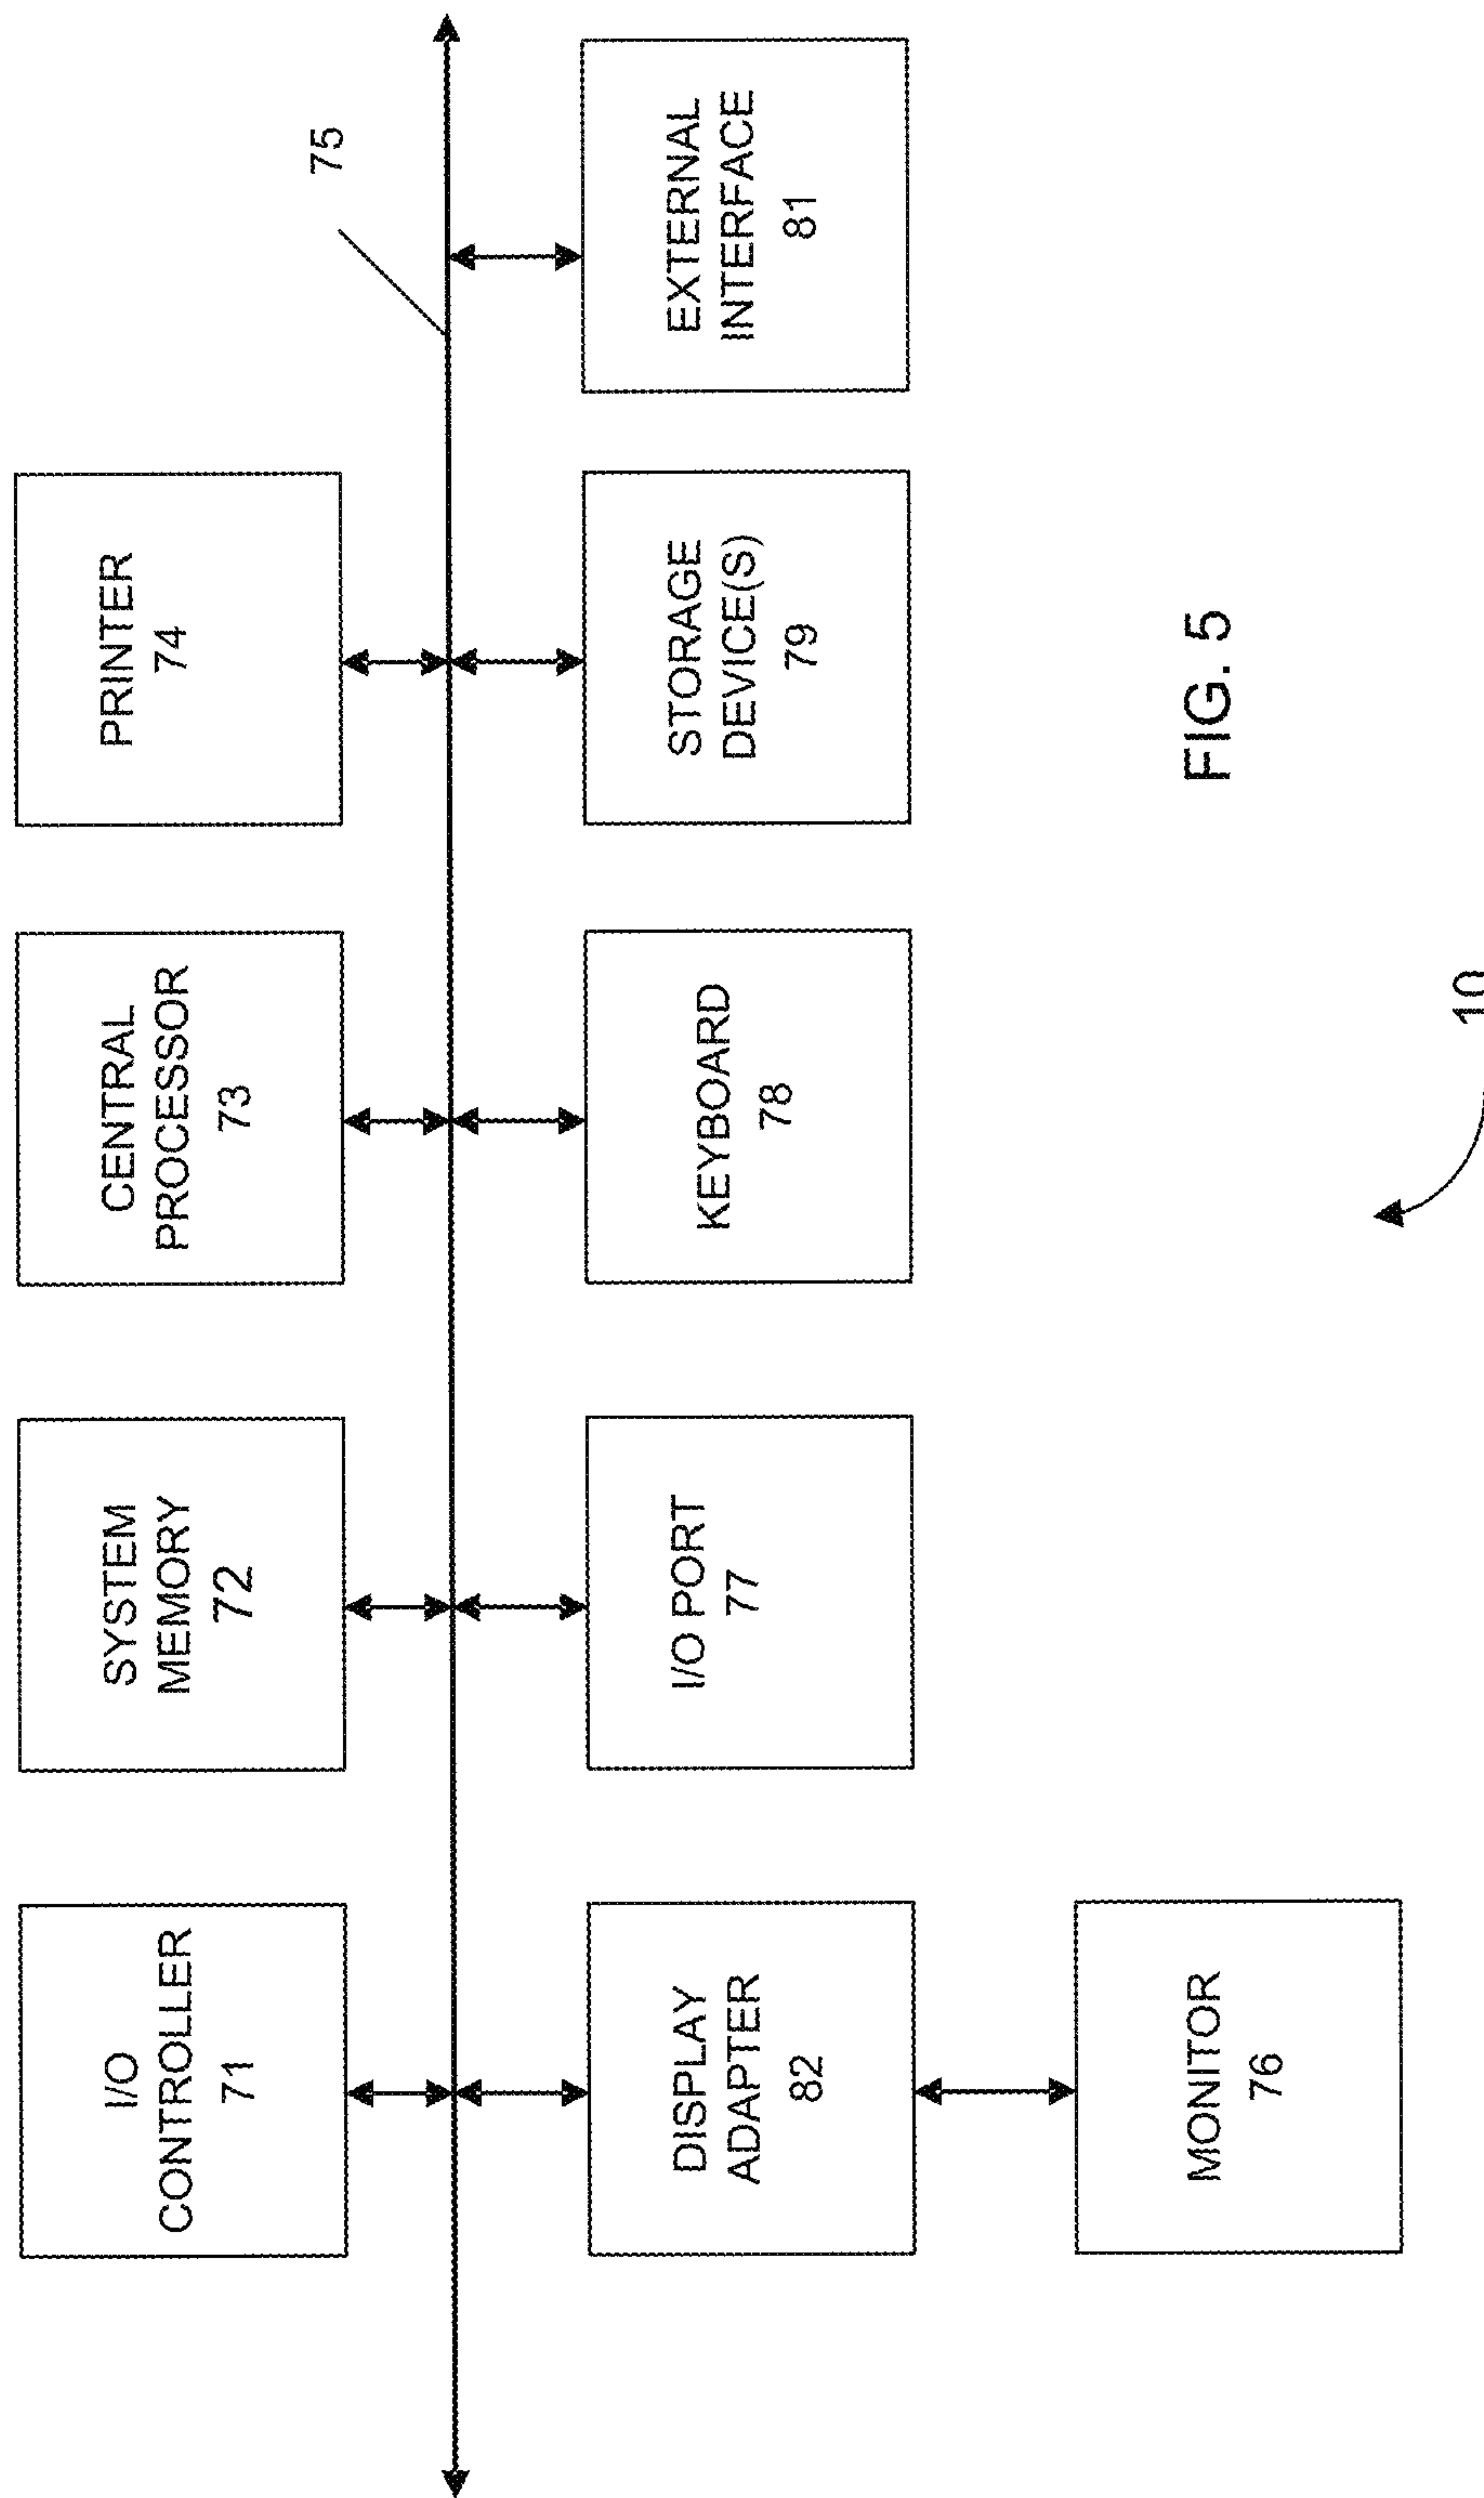 I/O
CONTROLLER
71
SYSTEM
MEMORY
72
CENTRAL
PROCESSOR
73
PRINTER
74
75
DISPLAY
ADAPTER
82
I/O PORT
77
KEYBOARD
78
STORAGE
DEVICE(S)
79
EXTERNAL
INTERFACE
81
MONITOR
76
FIG. 5
10